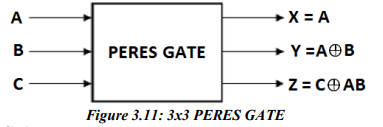 A X = A
B PERES GATE Y =A⊕B
C Z = C⊕AB
Figure 3.11: 3x3 PERES GATE